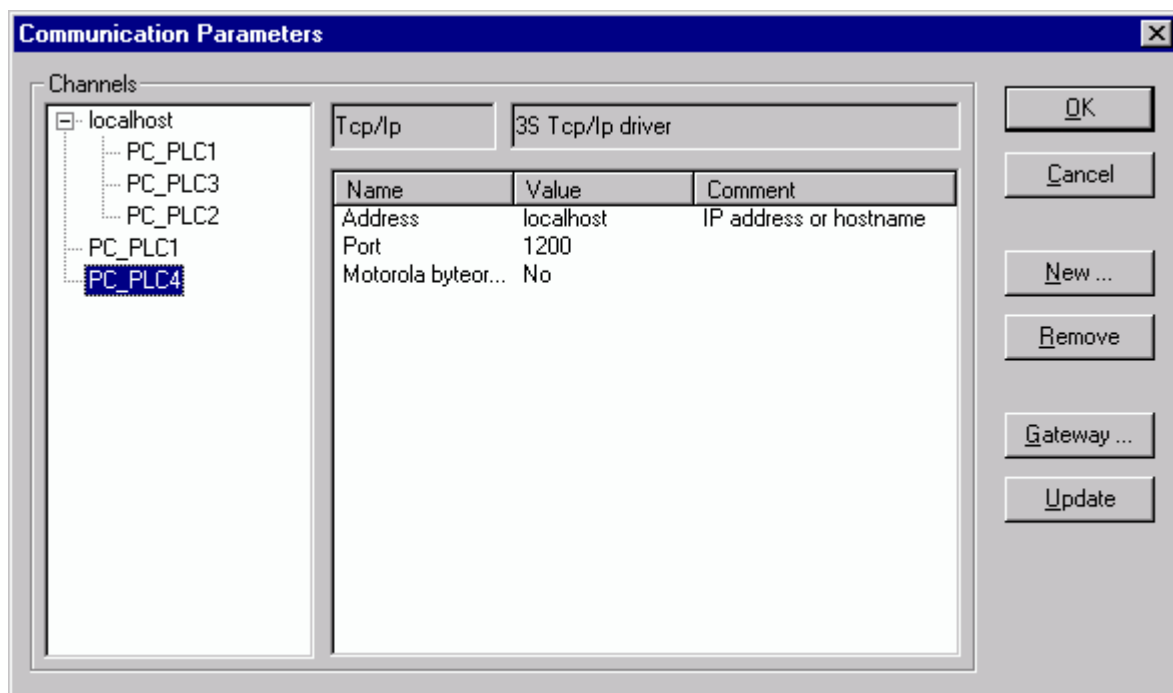 Communication Parameters
Channels
localhost
PC_PLC1
PC_PLC3
PC_PLC2
PC_PLC1
PC_PLC4
Tcp/Ip 3S Tcp/Ip driver
Name Value Comment
Address localhost IP address or hostname
Port 1200
Motorola byteor... No
OK
Cancel
New ...
Remove
Gateway ...
Update